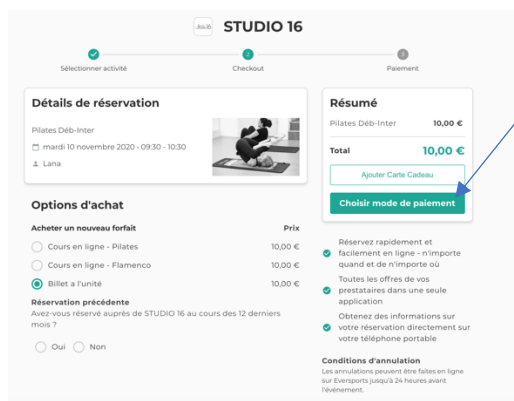 STUDIO 16
2
3
Sélectionner activité
Checkout
Paiement
Détails de réservation
Pilates Déb-Inter
mardi 10 novembre 2020 - 09:30 - 10:30
Lana
Options d'achat
Acheter un nouveau forfait Prix
Cours en ligne - Pilates 10,00 €
Cours en ligne - Flamenco 10,00 €
Billet a l'unité 10,00 €
Réservation précédente
Avez-vous réservé auprès de STUDIO 16 au cours des 12 derniers
mois ?
Oui Non
Résumé
Pilates Déb-Inter 10,00 €
Total 10,00 €
Ajouter Carte Cadeau
Choisir mode de paiement
Réservez rapidement et
facilement en ligne - n'importe
quand et de n'importe où
Toutes les offres de vos
prestataires dans une seule
application
Obtenez des informations sur
votre réservation directement sur
votre téléphone portable
Conditions d'annulation
Les annulations peuvent être faites en ligne
sur Eversports jusqu'à 24 heures avant
l'événement.